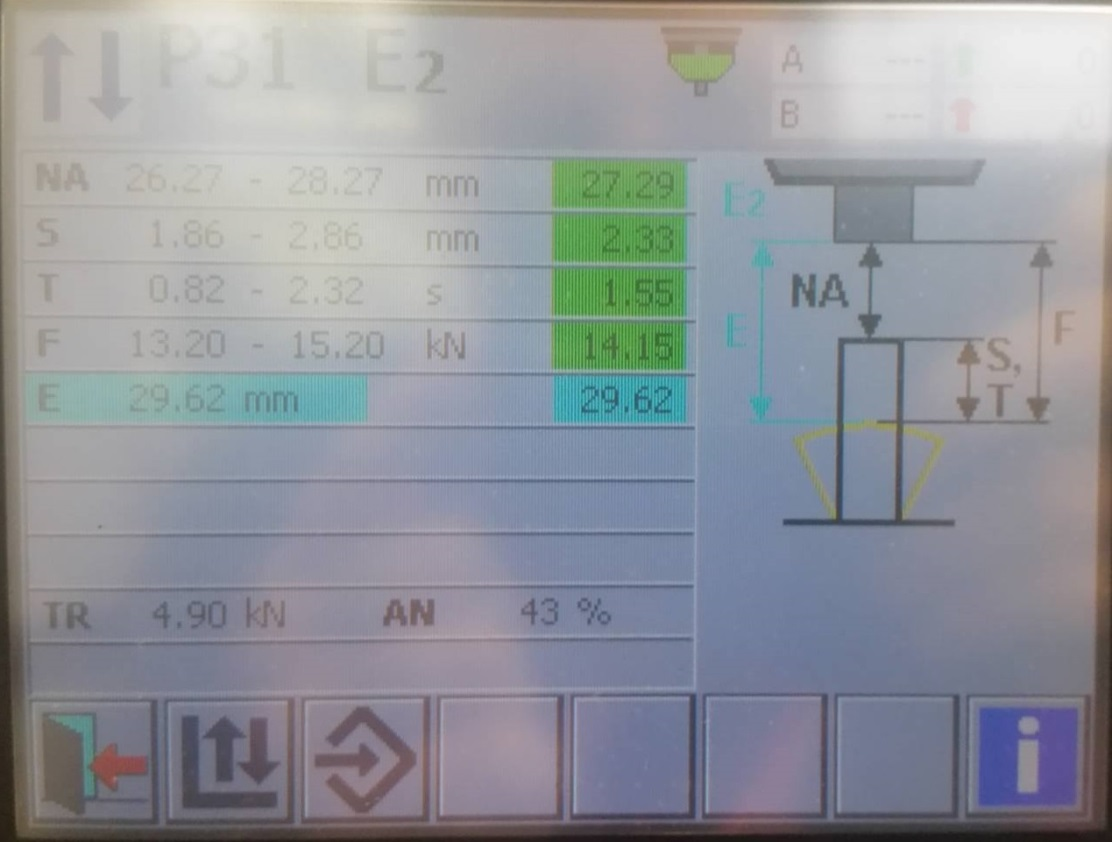 P31 E2
A --- 0
B --- 0
NA 26.27 - 28.27 mm 27.29
S 1.86 - 2.86 mm 2.33
T 0.82 - 2.32 s 1.55
F 13.20 - 15.20 kN 14.15
E 29.62 mm 29.62
TR 4.90 kN AN 43 %
E2
NA
E
F
S,
T
i